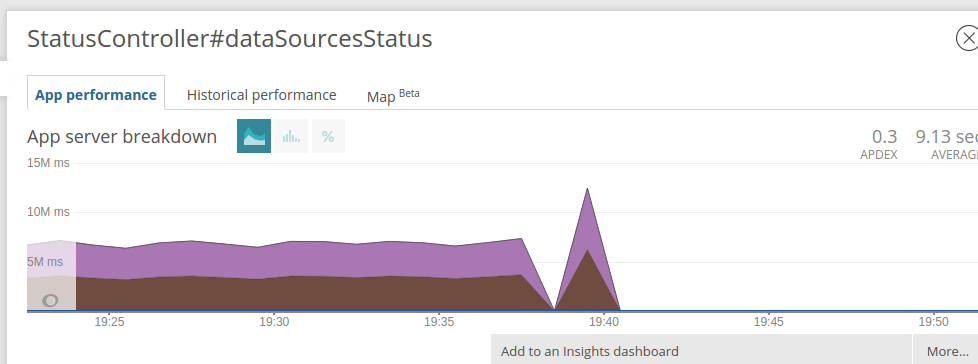 StatusController#dataSourcesStatus
App performance Historical performance Map Beta
App server breakdown %
0.3 9.13
APDEX
15M ms
10M ms
5M ms
19:25 19:30 19:35 19:40 19:45 19:50
Add to an Insights dashboard More...